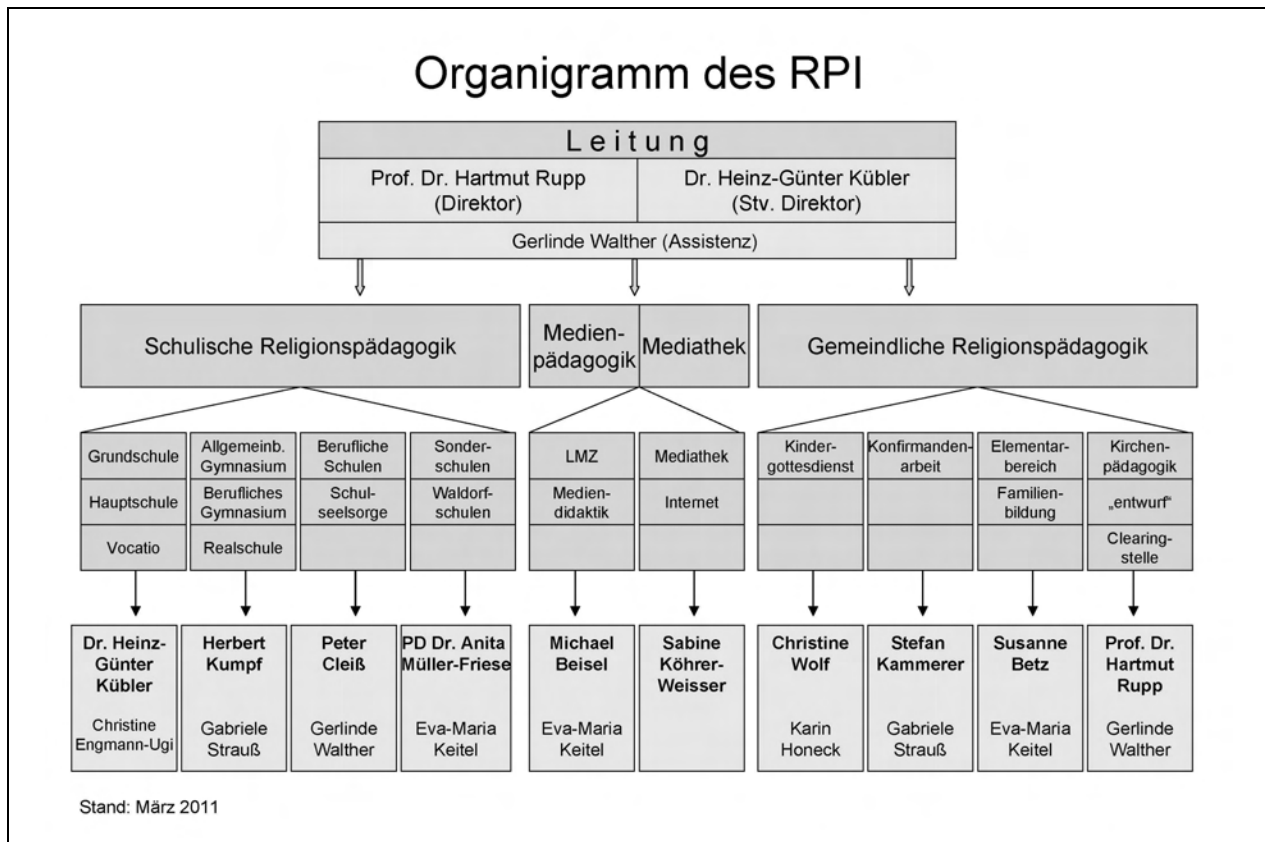 Organigramm des RPI
Leitung
Prof. Dr. Hartmut Rupp
(Direktor)
Dr. Heinz-Günter Kübler
(Stv. Direktor)
Gerlinde Walther (Assistenz)
Schulische Religionspädagogik
Medien-
pädagogik
Mediathek
Gemeindliche Religionspädagogik
Grundschule
Hauptschule
Vocatio
Allgemeinb.
Gymnasium
Berufliches
Gymnasium
Realschule
Berufliche
Schulen
Schul-
seelsorge
Sonder-
schulen
Waldorf-
schulen
LMZ
Medien-
didaktik
Mediathek
Internet
Kinder-
gottesdienst
Konfirmanden-
arbeit
Elementar-
bereich
Familien-
bildung
Kirchen-
pädagogik
„entwurf“
Clearing-
stelle
Dr. Heinz-
Günter
Kübler
Christine
Engmann-Ugi
Herbert
Kumpf
Gabriele
Strauß
Peter
Cleiß
Gerlinde
Walther
PD Dr. Anita
Müller-Friese
Eva-Maria
Keitel
Michael
Beisel
Eva-Maria
Keitel
Sabine
Köhrer-
Weisser
Christine
Wolf
Karin
Honeck
Stefan
Kammerer
Gabriele
Strauß
Susanne
Betz
Eva-Maria
Keitel
Prof. Dr.
Hartmut
Rupp
Gerlinde
Walther
Stand: März 2011